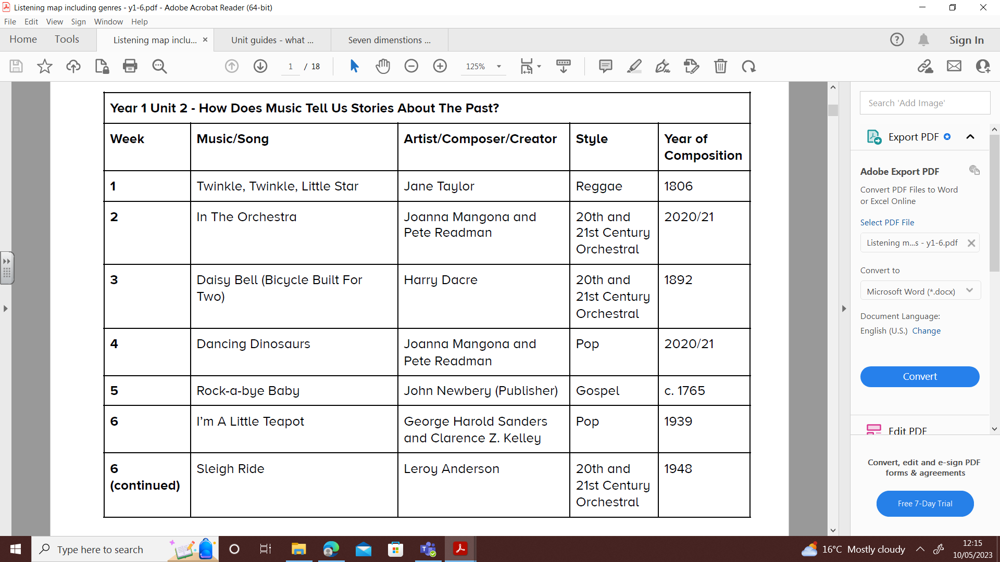 Listening map including genres - y1-6.pdf - Adobe Acrobat Reader (64-bit)
File Edit View Sign Window Help
Home Tools Listening map inclu... × Unit guides - what ... Seven dimenstions ... Sign In
1 / 18 125%
Year 1 Unit 2 - How Does Music Tell Us Stories About The Past?
Week Music/Song Artist/Composer/Creator Style Year of
Composition
1 Twinkle, Twinkle, Little Star Jane Taylor Reggae 1806
2 In The Orchestra Joanna Mangona and 20th and 2020/21
Pete Readman 21st Century
Orchestral
3 Daisy Bell (Bicycle Built For Harry Dacre 20th and 1892
Two) 21st Century
Orchestral
4 Dancing Dinosaurs Joanna Mangona and Pop 2020/21
Pete Readman
5 Rock-a-bye Baby John Newbery (Publisher) Gospel c. 1765
6 I'm A Little Teapot George Harold Sanders Pop 1939
and Clarence Z. Kelley
6 Sleigh Ride Leroy Anderson 20th and 1948
(continued) 21st Century
Orchestral
Search 'Add Image'
Export PDF
Adobe Export PDF
Convert PDF Files to Word
or Excel Online
Select PDF File
Listening m...s - y1-6.pdf
Convert to
Microsoft Word (*.docx)
Document Language:
English (U.S.) Change
Convert
Edit PDF
Convert, edit and e-sign PDF
forms & agreements
Free 7-Day Trial
Type here to search
16°C Mostly cloudy
12:15
10/05/2023